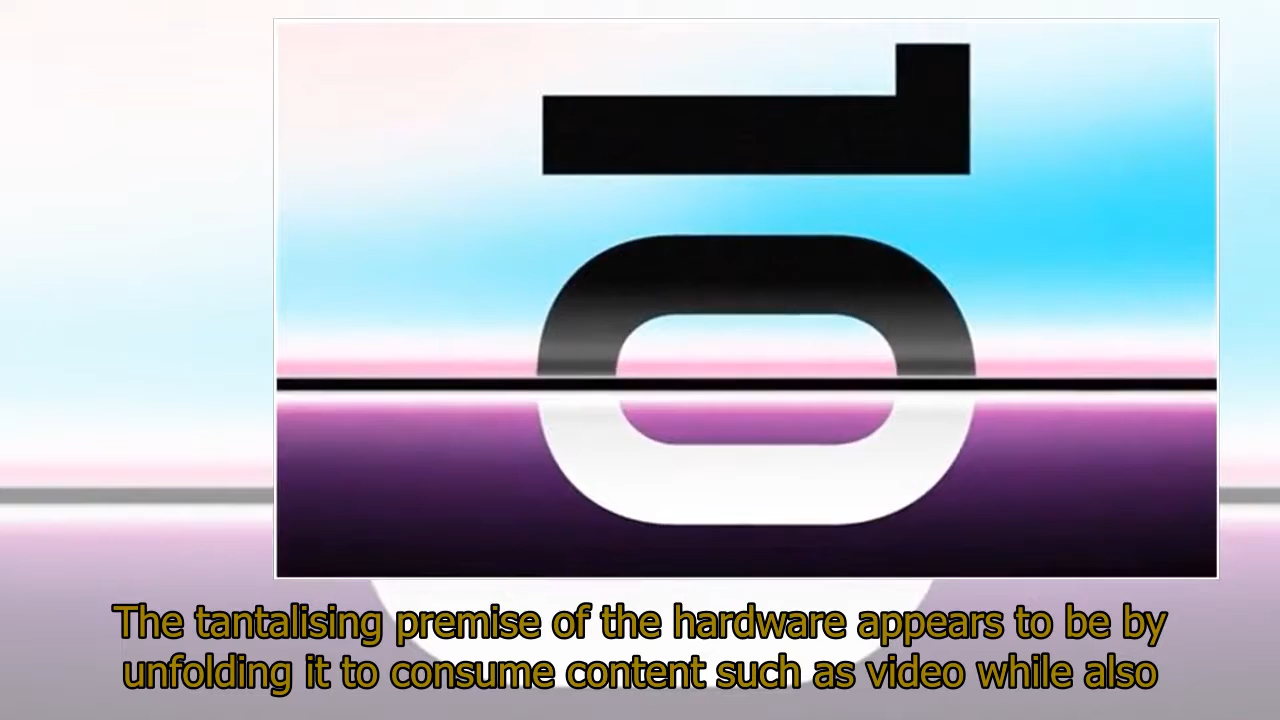 10
The tantalising premise of the hardware appears to be by
unfolding it to consume content such as video while also